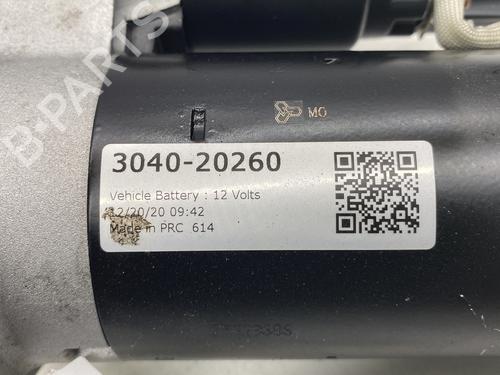 MO
3040-20260
Vehicle Battery : 12 Volts
12/20/20 09:42
Made in PRC 614
B-PARTS